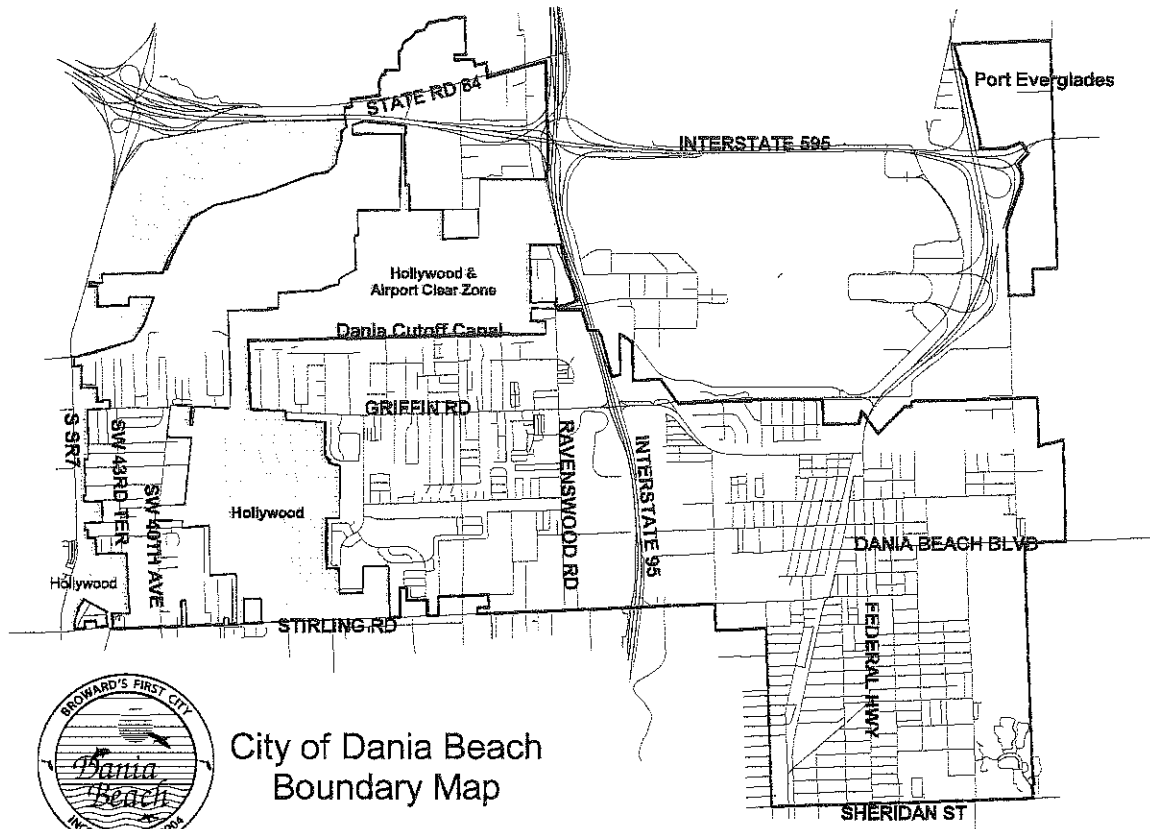 Port Everglades
STATE RD 84
INTERSTATE 595
Hollywood &
Airport Clear Zone
Dania Cutoff Canal
GRIFFIN RD
S SR7
SW 43RD TER
SW 40TH AVE
RAVENSWOOD RD
INTERSTATE 95
Hollywood
DANIA BEACH BLVD
Hollywood
STIRLING RD
FEDERAL HWY
SHERIDAN ST
BROWARD'S FIRST CITY
Dania
Beach
City of Dania Beach
Boundary Map